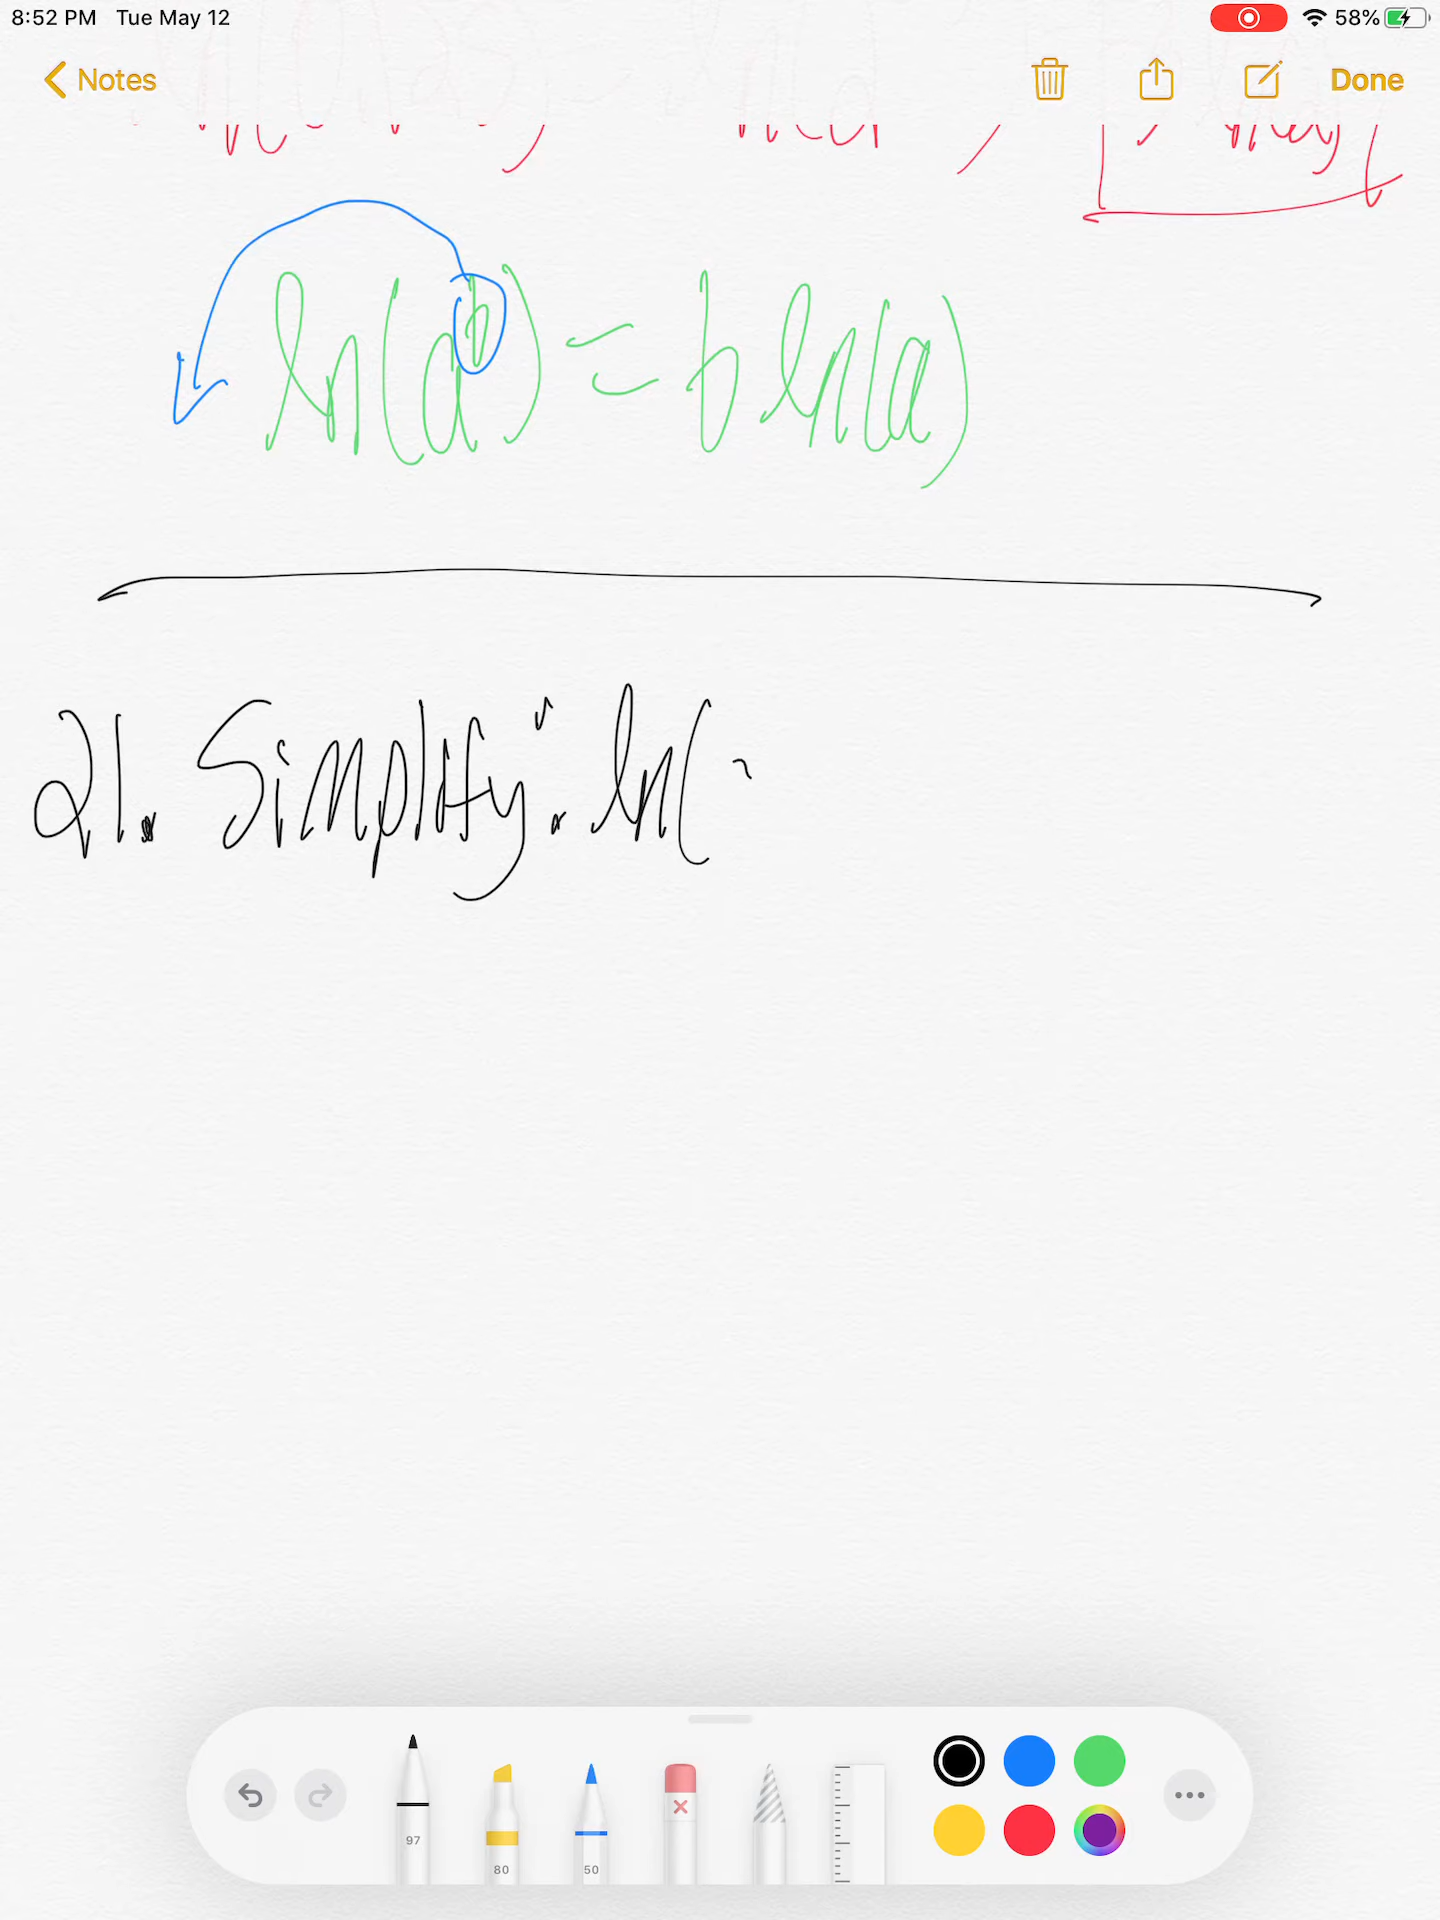 8:52 PM Tue May 12 58%
Notes Done
ln(a^b) = b ln(a)
21. Simplify: ln(
97 80 50